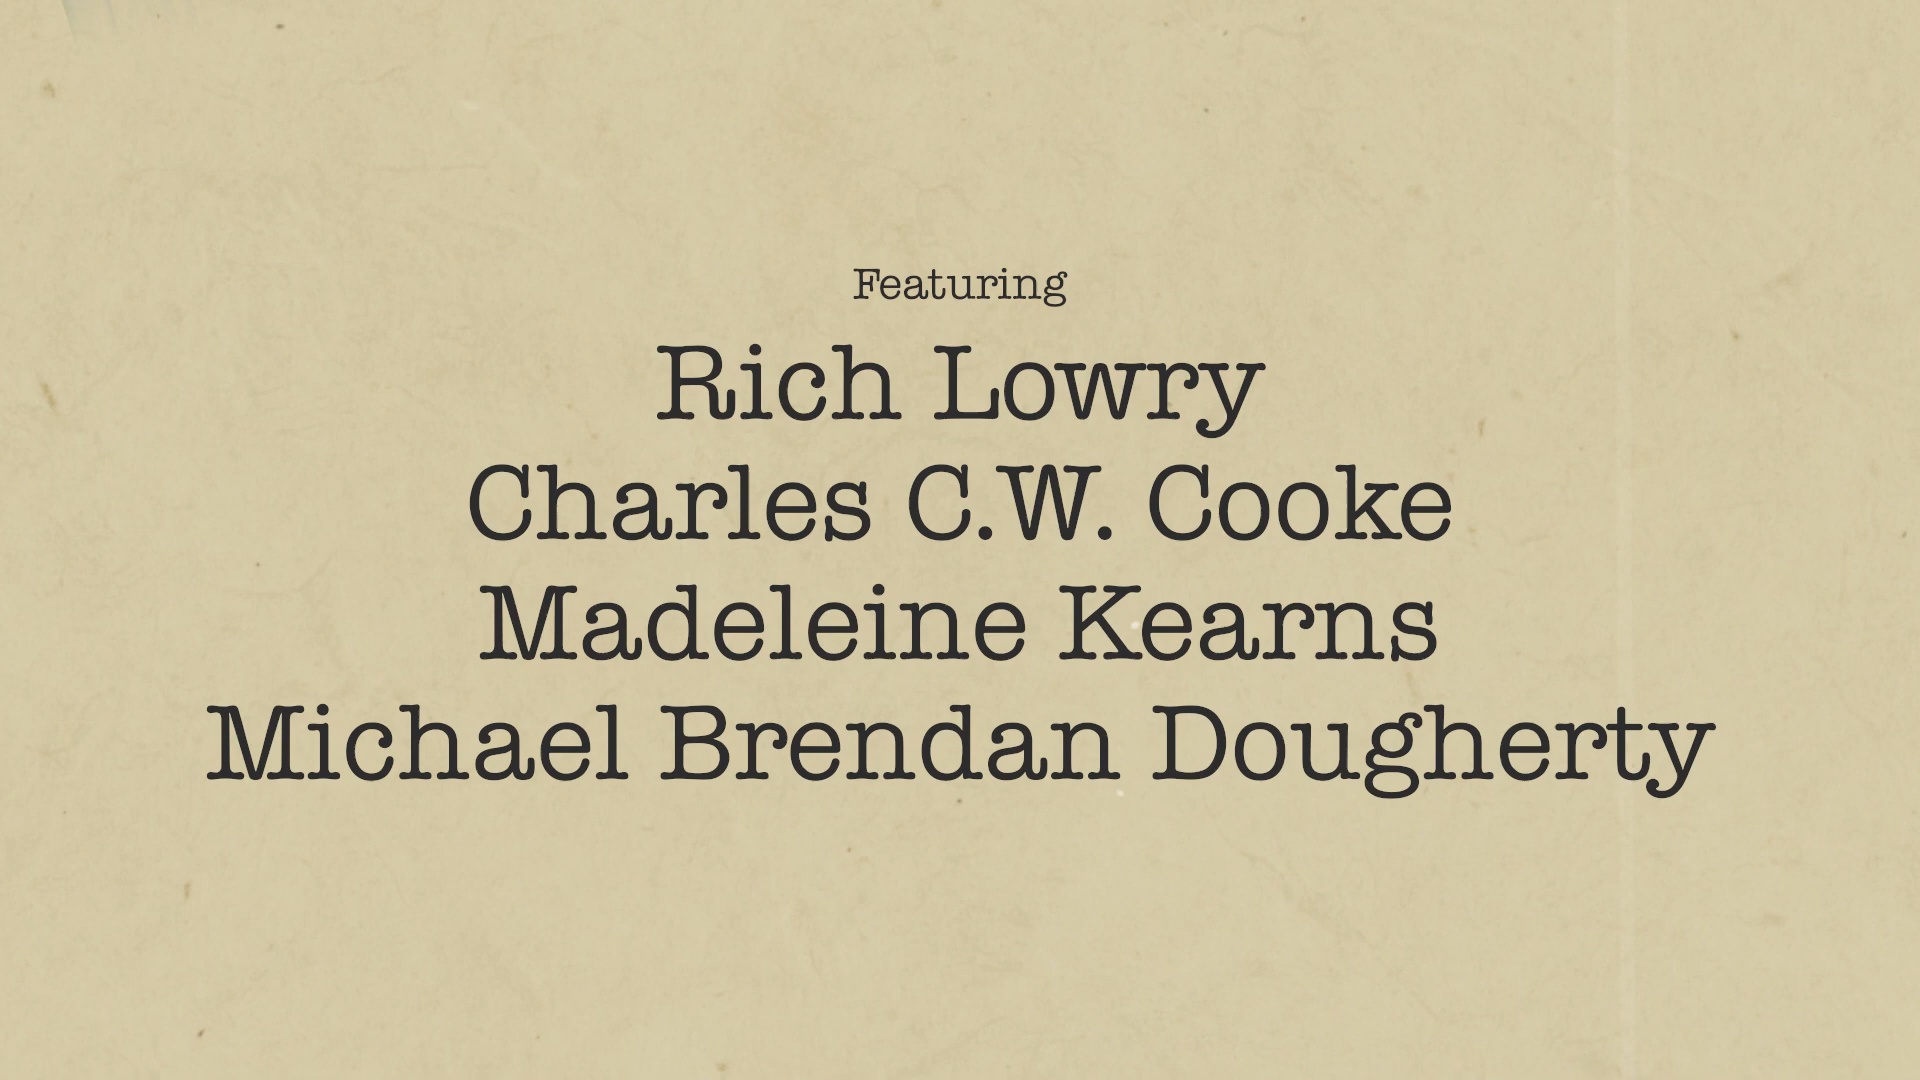 Featuring
Rich Lowry
Charles C.W. Cooke
Madeleine Kearns
Michael Brendan Dougherty